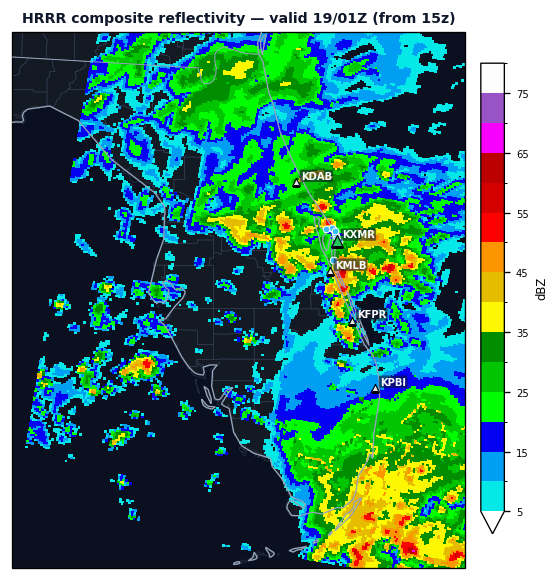 HRRR composite reflectivity — valid 19/01Z (from 15z)
75
65
55
45
35
25
15
5
dBZ
KDAB
KXMR
KMLB
KFPR
KPBI